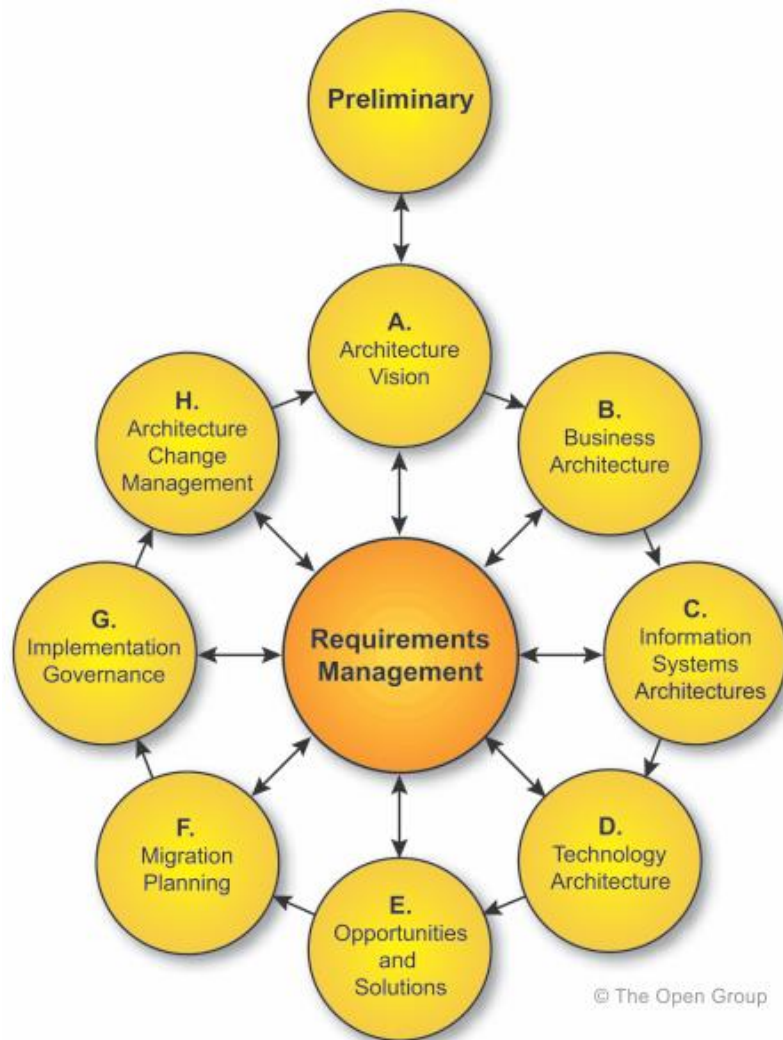 Preliminary
A.
Architecture
Vision
B.
Business
Architecture
C.
Information
Systems
Architectures
D.
Technology
Architecture
E.
Opportunities
and
Solutions
F.
Migration
Planning
G.
Implementation
Governance
H.
Architecture
Change
Management
Requirements
Management
© The Open Group